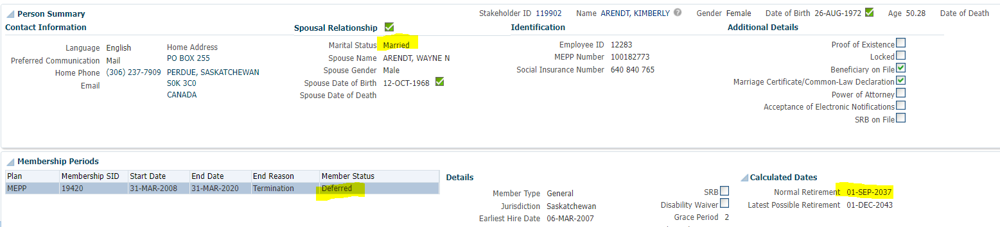 Person Summary
Stakeholder ID 119902 Name ARENDT, KIMBERLY Gender Female Date of Birth 26-AUG-1972 Age 50.28 Date of Death
Contact Information
Language English
Preferred Communication Mail
Home Phone (306) 237-7909
Email
Home Address
PO BOX 255
PERDUE, SASKATCHEWAN
S0K 3C0
CANADA
Spousal Relationship
Marital Status Married
Spouse Name ARENDT, WAYNE N
Spouse Gender Male
Spouse Date of Birth 12-OCT-1968
Spouse Date of Death
Identification
Employee ID 12283
MEPP Number 100182773
Social Insurance Number 640 840 765
Additional Details
Proof of Existence
Locked
Beneficiary on File
Marriage Certificate/Common-Law Declaration
Power of Attorney
Acceptance of Electronic Notifications
SRB on File
Membership Periods
Plan Membership SID Start Date End Date End Reason Member Status
MEPP 19420 31-MAR-2008 31-MAR-2020 Termination Deferred
Details
Member Type General
Jurisdiction Saskatchewan
Earliest Hire Date 06-MAR-2007
SRB
Disability Waiver
Grace Period 2
Calculated Dates
Normal Retirement 01-SEP-2037
Latest Possible Retirement 01-DEC-2043